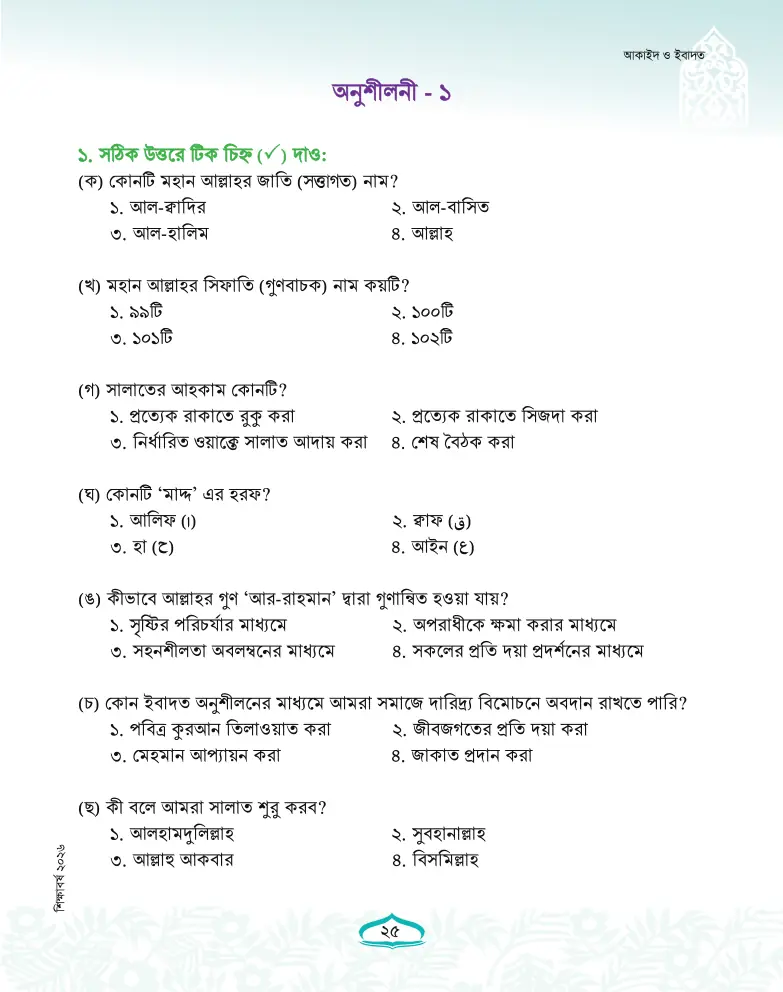 আকাইদ ও ইবাদত
অনুশীলনী - ১
১. সঠিক উত্তরে টিক চিহ্ন (✓) দাও:
(ক) কোনটি মহান আল্লাহর জাতি (সত্তাগত) নাম?
১. আল-ক্বাদির ২. আল-বাসিত
৩. আল-হালিম ৪. আল্লাহ
(খ) মহান আল্লাহর সিফাতি (গুণবাচক) নাম কয়টি?
১. ৯৯টি ২. ১০০টি
৩. ১০১টি ৪. ১০২টি
(গ) সালাতের আহকাম কোনটি?
১. প্রত্যেক রাকাতে রুকু করা ২. প্রত্যেক রাকাতে সিজদা করা
৩. নির্ধারিত ওয়াক্তে সালাত আদায় করা ৪. শেষ বৈঠক করা
(ঘ) কোনটি ‘মাদ্দ’ এর হরফ?
১. আলিফ (ا) ২. ক্বাফ (ق)
৩. হা (ح) ৪. আইন (ع)
(ঙ) কীভাবে আল্লাহর গুণ ‘আর-রাহমান’ দ্বারা গুণান্বিত হওয়া যায়?
১. সৃষ্টির পরিচর্যার মাধ্যমে ২. অপরাধীকে ক্ষমা করার মাধ্যমে
৩. সহনশীলতা অবলম্বনের মাধ্যমে ৪. সকলের প্রতি দয়া প্রদর্শনের মাধ্যমে
(চ) কোন ইবাদত অনুশীলনের মাধ্যমে আমরা সমাজে দারিদ্র্য বিমোচনে অবদান রাখতে পারি?
১. পবিত্র কুরআন তিলাওয়াত করা ২. জীবজগতের প্রতি দয়া করা
৩. মেহমান আপ্যায়ন করা ৪. জাকাত প্রদান করা
(ছ) কী বলে আমরা সালাত শুরু করব?
১. আলহামদুলিল্লাহ ২. সুবহানাল্লাহ
৩. আল্লাহু আকবার ৪. বিসমিল্লাহ
শিক্ষাবর্ষ ২০২৬
২৫